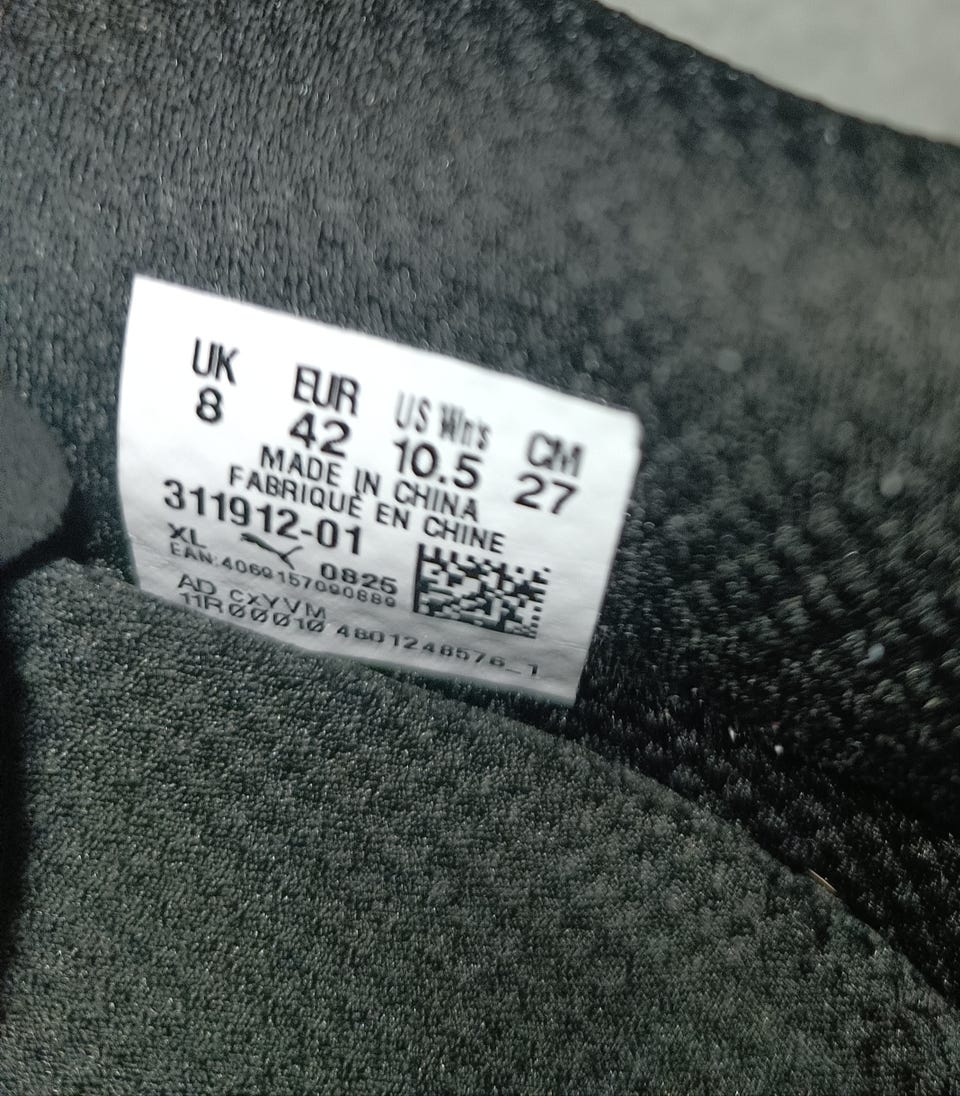 UK EUR US Wn's CM
8 42 10.5 27
MADE IN CHINA
FABRIQUÉ EN CHINE
311912-01
XL 0825
EAN:4069157090889
AD CXYVM
11R00010 4801248576_1